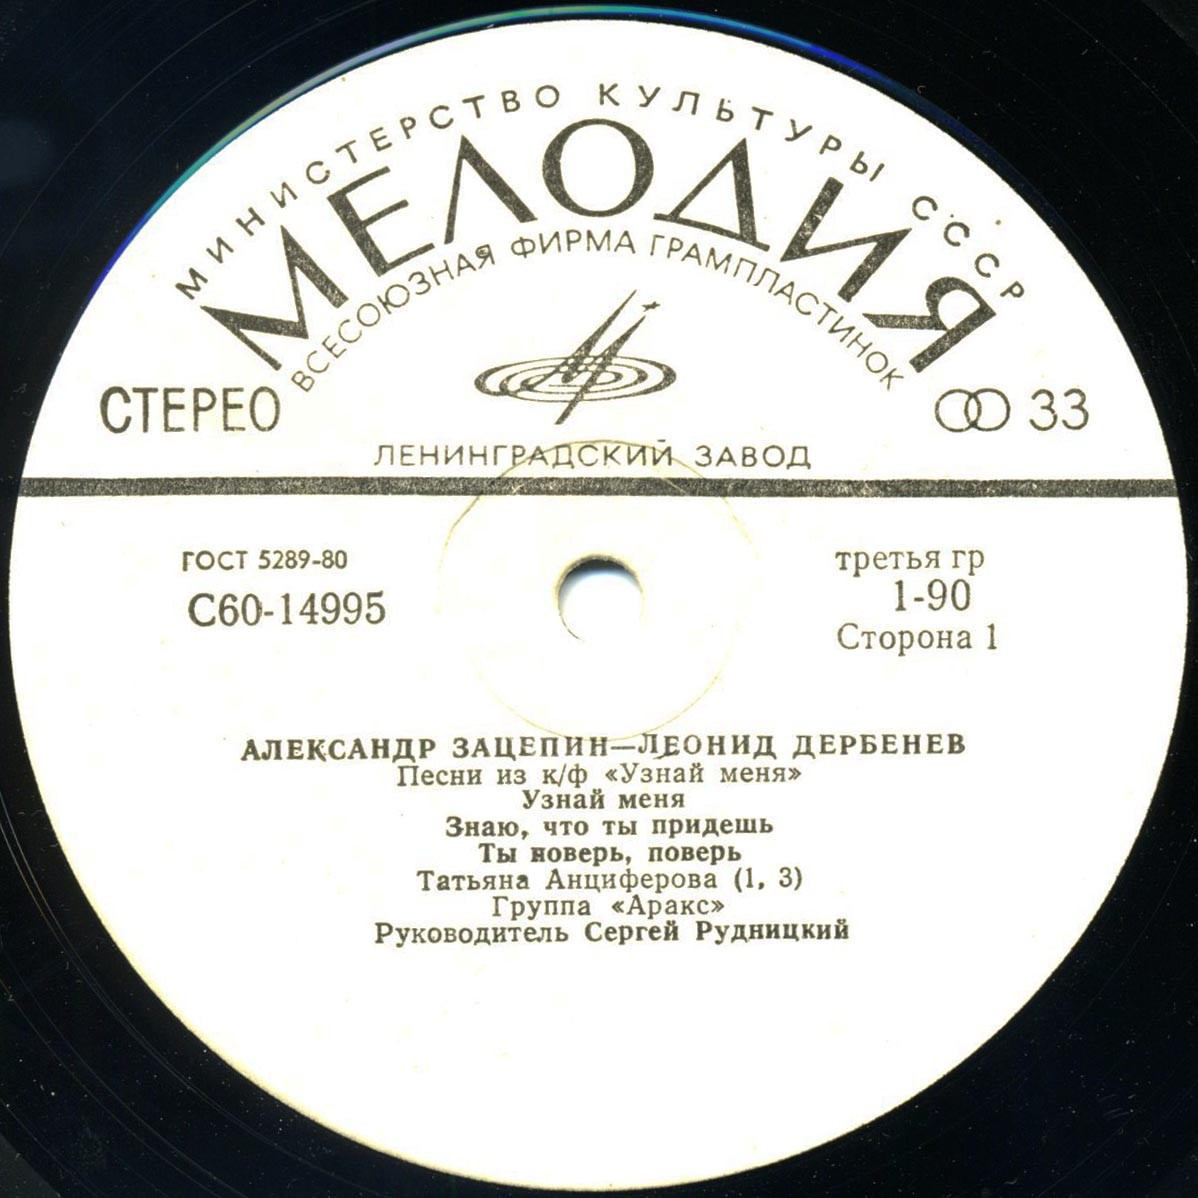 МИНИСТЕРСТВО КУЛЬТУРЫ СССР
МЕЛОДИЯ
ВСЕСОЮЗНАЯ ФИРМА ГРАМПЛАСТИНОК
СТЕРЕО
33
ЛЕНИНГРАДСКИЙ ЗАВОД
ГОСТ 5289-80
С60-14995
третья гр
1-90
Сторона 1
АЛЕКСАНДР ЗАЦЕПИН—ЛЕОНИД ДЕРБЕНЕВ
Песни из к/ф «Узнай меня»
Узнай меня
Знаю, что ты придешь
Ты новерь, поверь
Татьяна Анциферова (1, 3)
Группа «Аракс»
Руководитель Сергей Рудницкий